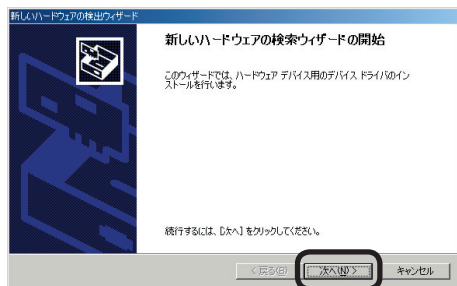 新しいハードウェアの検出ウィザード
新しいハードウェアの検索ウィザードの開始
このウィザードでは、ハードウェア デバイス用のデバイス ドライバのイン
ストールを行います。
続行するには、[次へ] をクリックしてください。
< 戻る(B) 次へ(N) > キャンセル